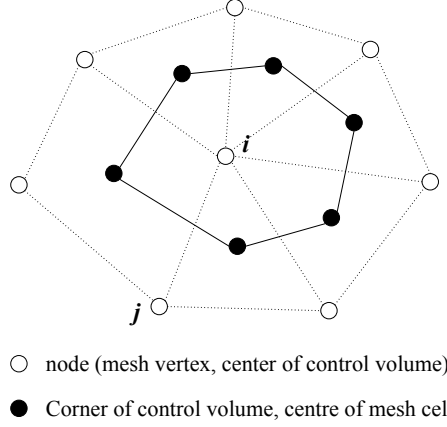 i
j
node (mesh vertex, center of control volume)
Corner of control volume, centre of mesh cel